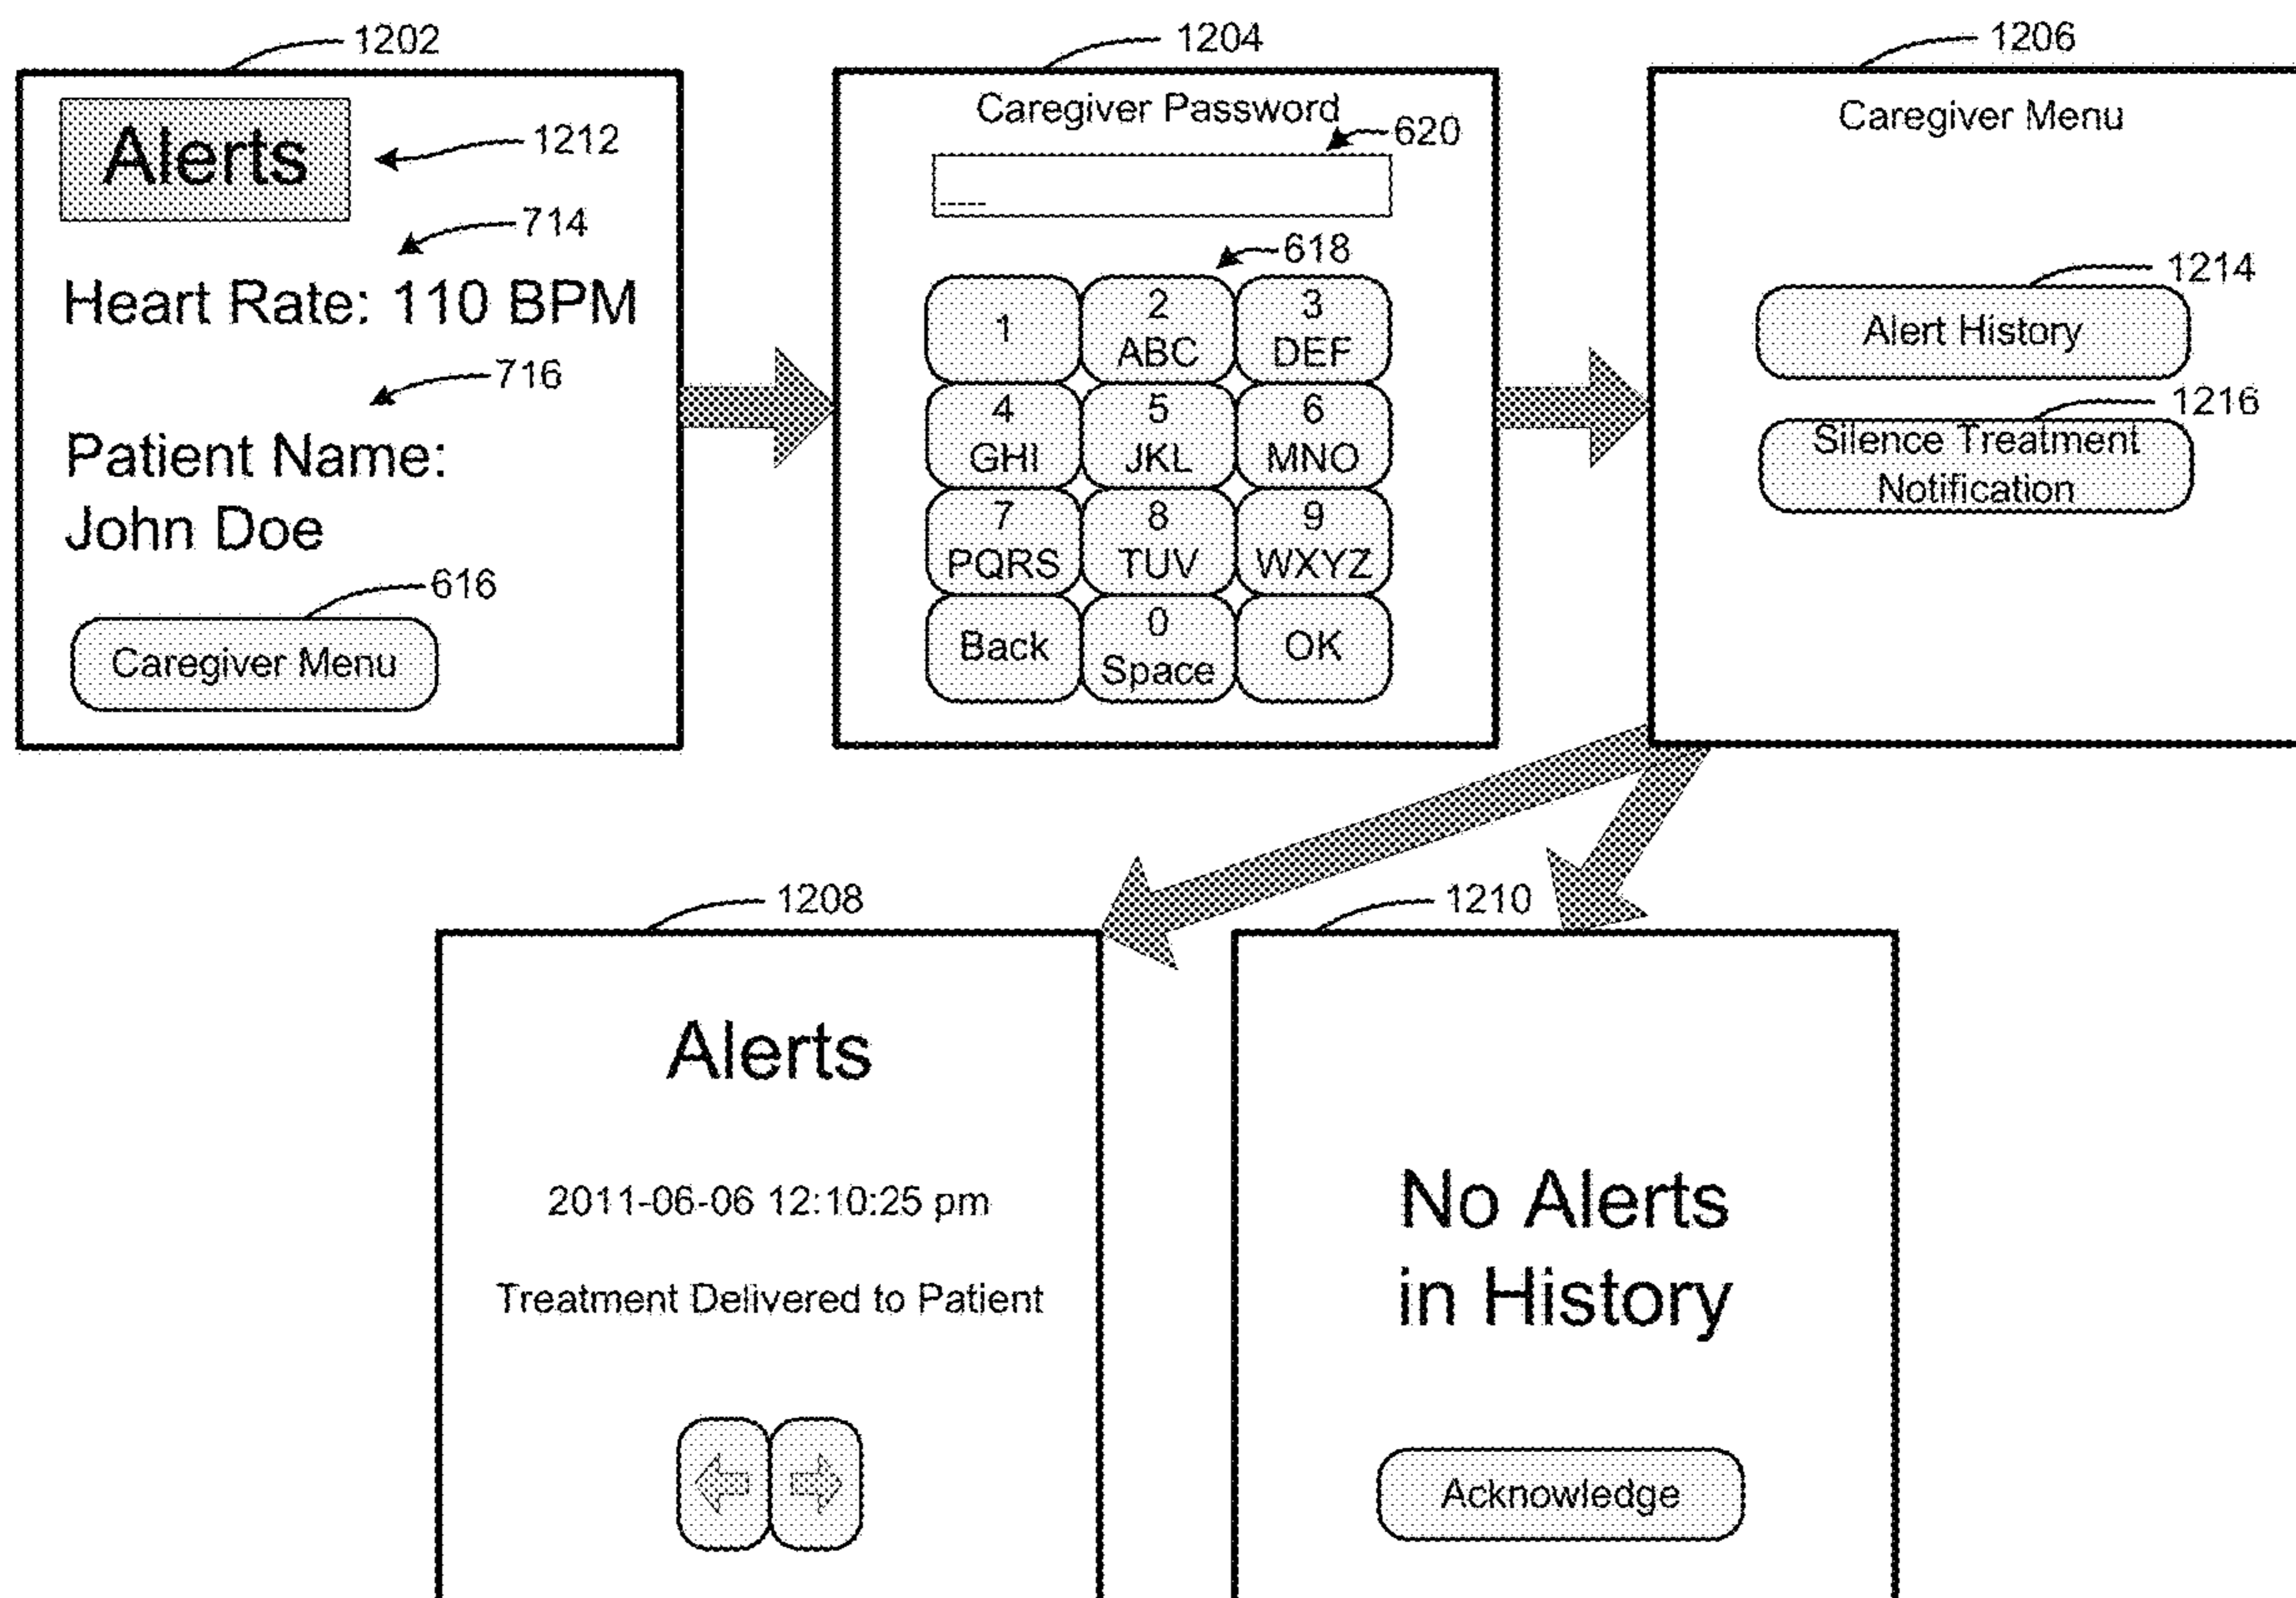 1202
Alerts
1212
714
Heart Rate: 110 BPM
716
Patient Name:
John Doe
616
Caregiver Menu
1204
Caregiver Password
620
-----
618
1
2
ABC
3
DEF
4
GHI
5
JKL
6
MNO
7
PQRS
8
TUV
9
WXYZ
Back
0
Space
OK
1206
Caregiver Menu
1214
Alert History
1216
Silence Treatment
Notification
1208
Alerts
2011-06-06 12:10:25 pm
Treatment Delivered to Patient
1210
No Alerts
in History
Acknowledge